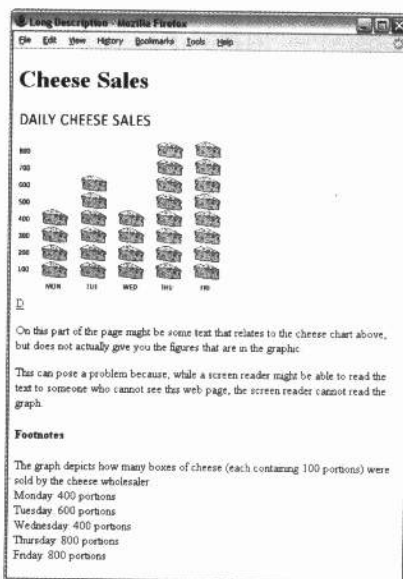 Long Description - Mozilla Firefox
File Edit View History Bookmarks Tools Help
Cheese Sales
DAILY CHEESE SALES
800
700
600
500
400
300
200
100
MON TUE WED THU FRI
D
On this part of the page might be some text that relates to the cheese chart above,
but does not actually give you the figures that are in the graphic
This can pose a problem because, while a screen reader might be able to read the
text to someone who cannot see this web page, the screen reader cannot read the
graph.
Footnotes
The graph depicts how many boxes of cheese (each containing 100 portions) were
sold by the cheese wholesaler
Monday 400 portions
Tuesday 600 portions
Wednesday 400 portions
Thursday 800 portions
Friday 800 portions